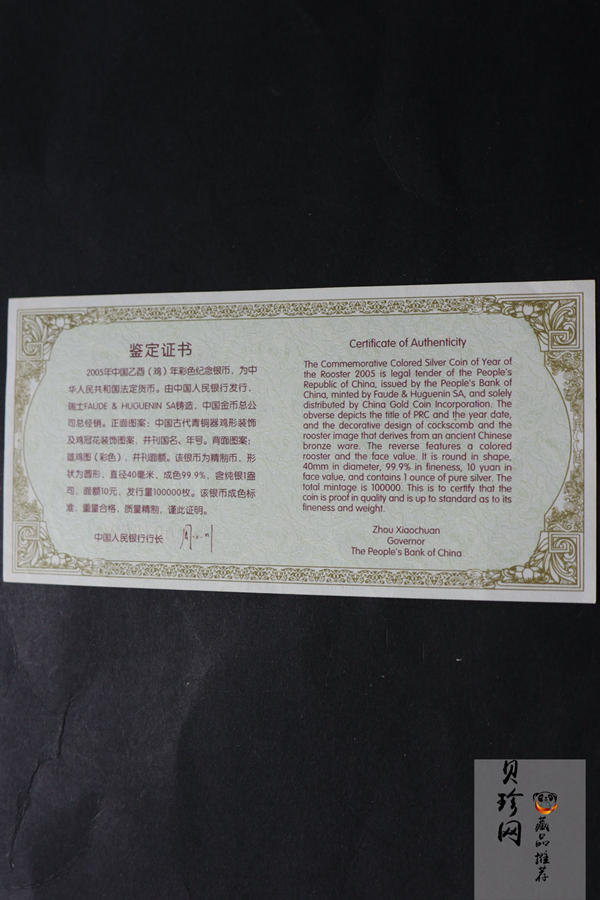 鉴定证书
2005年中国乙酉（鸡）年彩色纪念银币，为中
华人民共和国法定货币。由中国人民银行发行，
瑞士FAUDE & HUGUENIN SA铸造，中国金币总公
司总经销。正面图案：中国古代青铜器鸡形装饰
及鸡冠花装饰图案，并刊国名、年号。背面图案：
雄鸡图（彩色），并刊面额。该银币为精制币，形
状为圆形，直径40毫米，成色99.9%，含纯银1盎
司，面额10元，发行量100000枚。该银币成色标
准，重量合格，质量精制，谨此证明。
中国人民银行行长
Certificate of Authenticity
The Commemorative Colored Silver Coin of Year of
the Rooster 2005 is legal tender of the People's
Republic of China, issued by the People's Bank of
China, minted by Faude & Huguenin SA, and solely
distributed by China Gold Coin Incorporation. The
obverse depicts the title of PRC and the year date,
and the decorative design of cockscomb and the
rooster image that derives from an ancient Chinese
bronze ware. The reverse features a colored
rooster and the face value. It is round in shape,
40mm in diameter, 99.9% in fineness, 10 yuan in
face value, and contains 1 ounce of pure silver. The
total mintage is 100000. This is to certify that the
coin is proof in quality and is up to standard as to its
fineness and weight.
Zhou Xiaochuan
Governor
The People's Bank of China
贝珍网
藏品推荐